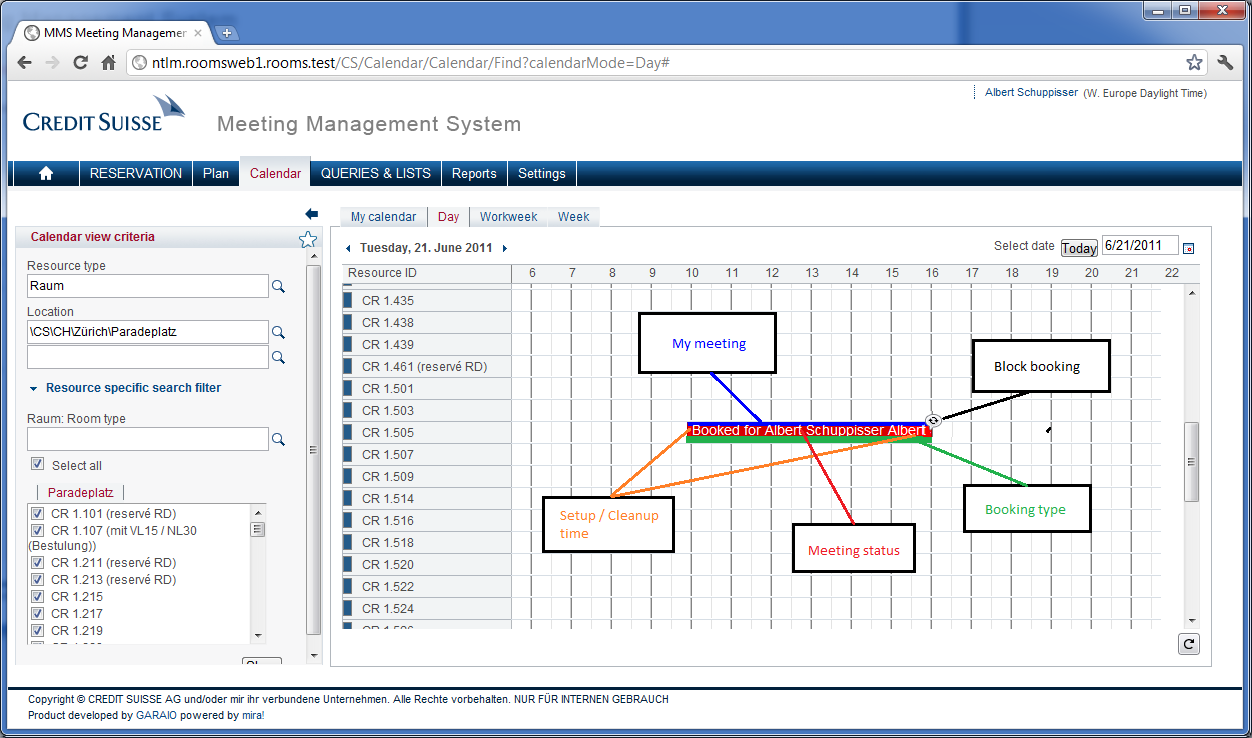 MMS Meeting Managemer
ntlm.roomsweb1.rooms.test/CS/Calendar/Calendar/Find?calendarMode=Day#
Albert Schuppisser (W. Europe Daylight Time)
CREDIT SUISSE
Meeting Management System
RESERVATION Plan Calendar QUERIES & LISTS Reports Settings
My calendar Day Workweek Week
Calendar view criteria
Resource type
Raum
Location
\CS\CH\Zürich\Paradeplatz
Resource specific search filter
Raum: Room type
Select all
Paradeplatz
CR 1.101 (reservé RD)
CR 1.107 (mit VL15 / NL30
(Bestulung))
CR 1.211 (reservé RD)
CR 1.213 (reservé RD)
CR 1.215
CR 1.217
CR 1.219
Tuesday, 21. June 2011
Select date Today 6/21/2011
Resource ID 6 7 8 9 10 11 12 13 14 15 16 17 18 19 20 21 22
CR 1.435
CR 1.438
CR 1.439
CR 1.461 (reservé RD)
CR 1.501
CR 1.503
CR 1.505
CR 1.507
CR 1.509
CR 1.514
CR 1.516
CR 1.518
CR 1.520
CR 1.522
CR 1.524
My meeting
Block booking
Booked for Albert Schuppisser Albert
Setup / Cleanup
time
Meeting status
Booking type
Copyright © CREDIT SUISSE AG und/oder mir ihr verbundene Unternehmen. Alle Rechte vorbehalten. NUR FÜR INTERNEN GEBRAUCH
Product developed by GARAIO powered by mira!